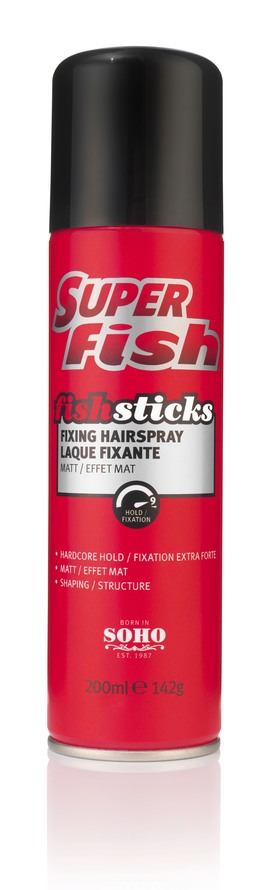 SUPER
Fish
fishsticks
FIXING HAIRSPRAY
LAQUE FIXANTE
MATT / EFFET MAT
9
HOLD /
FIXATION
• HARDCORE HOLD / FIXATION EXTRA FORTE
• MATT / EFFET MAT
• SHAPING / STRUCTURE
BORN IN
SOHO
EST. 1987
200ml ℮ 142g